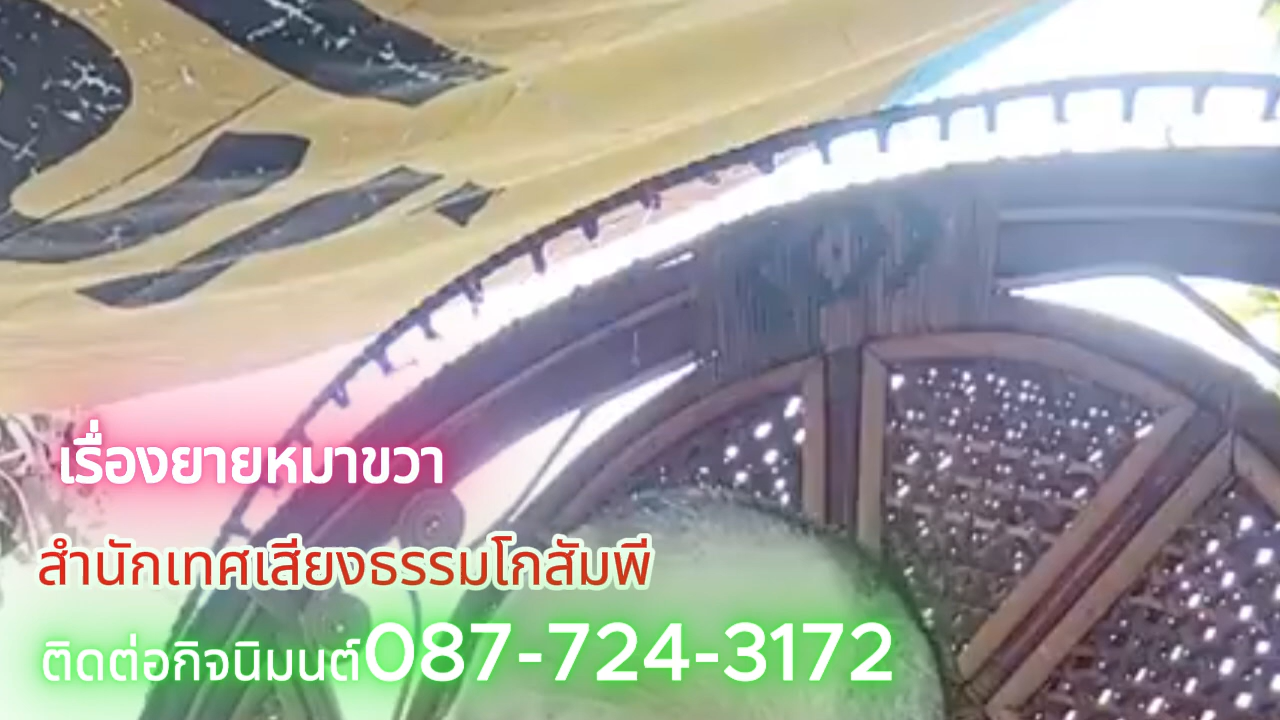 เรื่องยายหมาขวา
สำนักเทศเสียงธรรมโกสัมพี
ติดต่อกิจนิมนต์087-724-3172